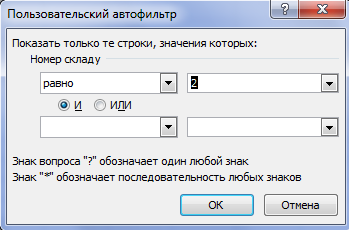 Пользовательский автофильтр
Показать только те строки, значения которых:
Номер складу
равно 2
И ИЛИ
Знак вопроса "?" обозначает один любой знак
Знак "*" обозначает последовательность любых знаков
ОК Отмена